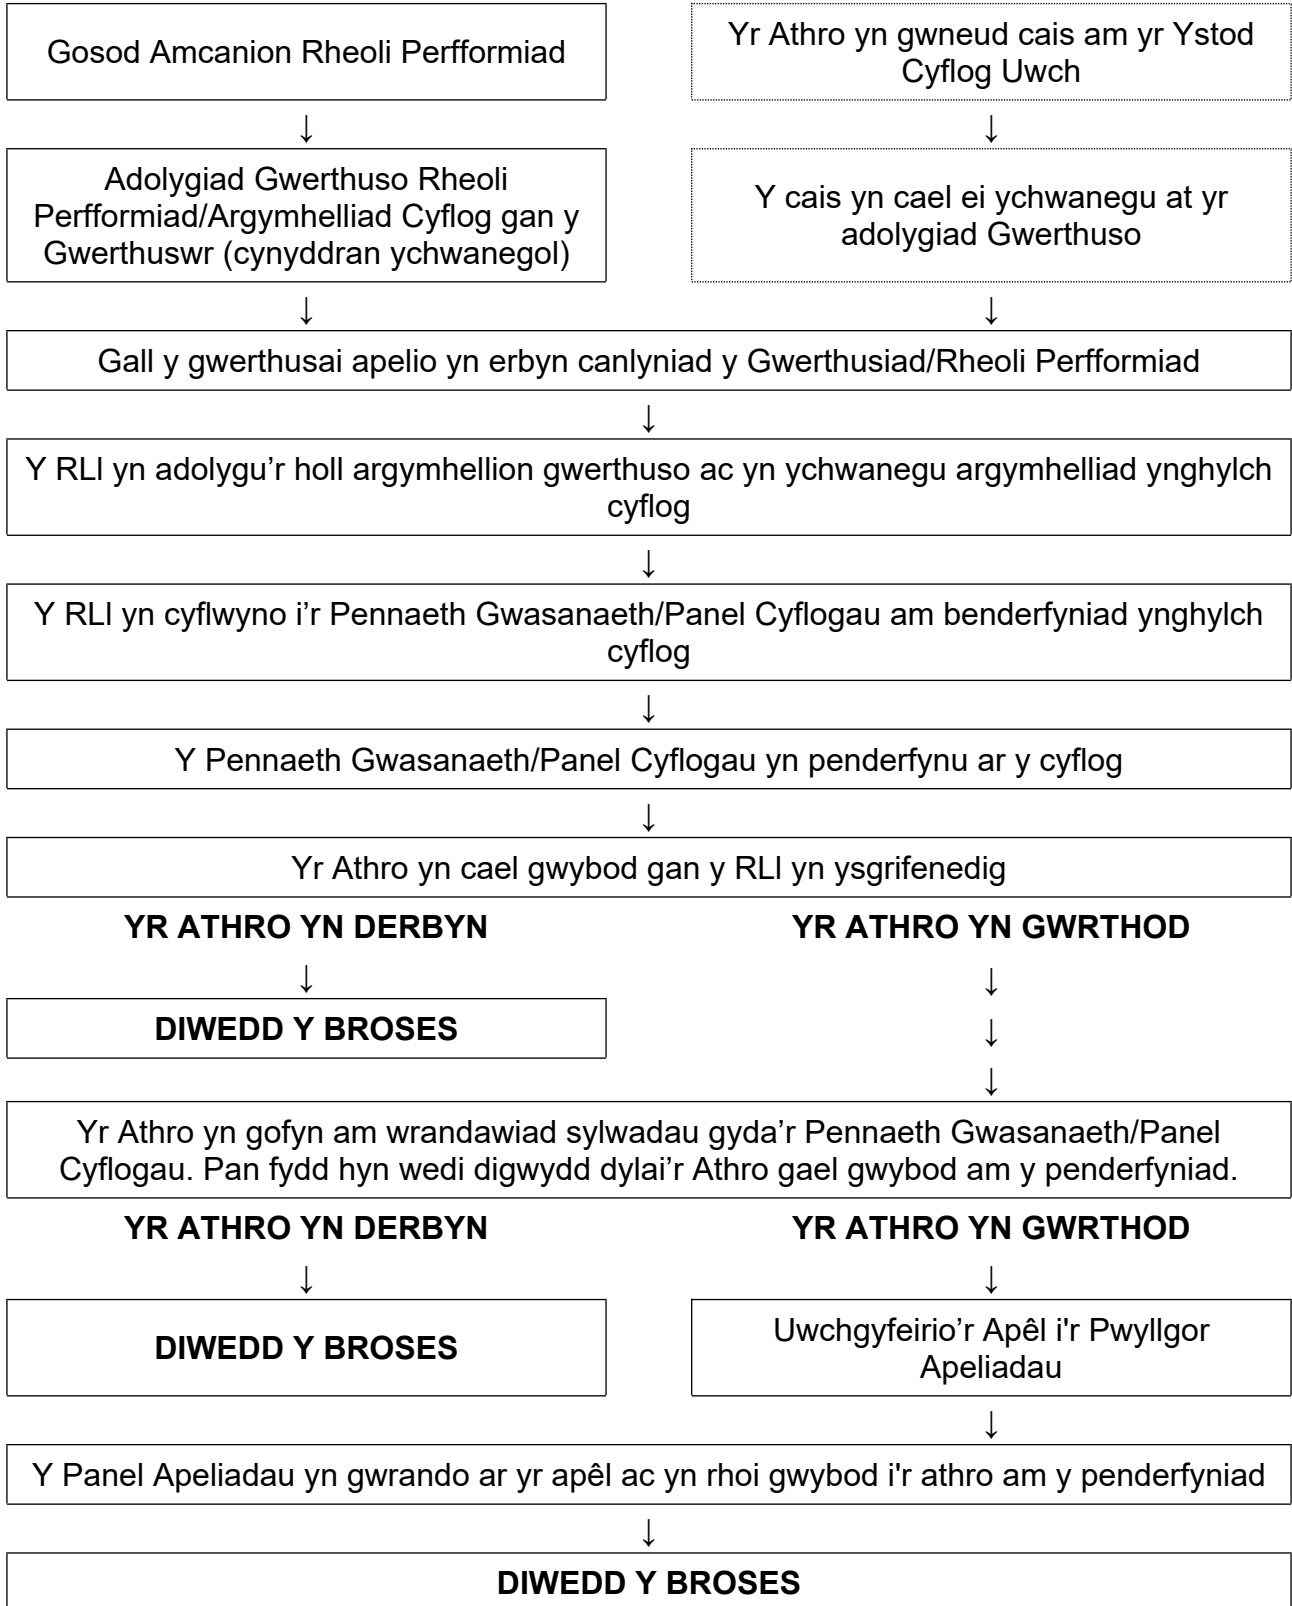 Gosod Amcanion Rheoli Perfformiad
Yr Athro yn gwneud cais am yr Ystod
Cyflog Uwch
↓
↓
Adolygiad Gwerthuso Rheoli
Perfformiad/Argymhelliad Cyflog gan y
Gwerthuswr (cynyddran ychwanegol)
Y cais yn cael ei ychwanegu at yr
adolygiad Gwerthuso
↓
↓
Gall y gwerthusai apelio yn erbyn canlyniad y Gwerthusiad/Rheoli Perfformiad
↓
Y RLl yn adolygu’r holl argymhellion gwerthuso ac yn ychwanegu argymhelliad ynghylch
cyflog
↓
Y RLl yn cyflwyno i’r Pennaeth Gwasanaeth/Panel Cyflogau am benderfyniad ynghylch
cyflog
↓
Y Pennaeth Gwasanaeth/Panel Cyflogau yn penderfynu ar y cyflog
↓
Yr Athro yn cael gwybod gan y RLl yn ysgrifenedig
YR ATHRO YN DERBYN
YR ATHRO YN GWRTHOD
↓
↓
DIWEDD Y BROSES
↓
↓
Yr Athro yn gofyn am wrandawiad sylwadau gyda’r Pennaeth Gwasanaeth/Panel
Cyflogau. Pan fydd hyn wedi digwydd dylai’r Athro gael gwybod am y penderfyniad.
YR ATHRO YN DERBYN
YR ATHRO YN GWRTHOD
↓
↓
DIWEDD Y BROSES
Uwchgyfeirio’r Apêl i'r Pwyllgor
Apeliadau
↓
Y Panel Apeliadau yn gwrando ar yr apêl ac yn rhoi gwybod i'r athro am y penderfyniad
↓
DIWEDD Y BROSES